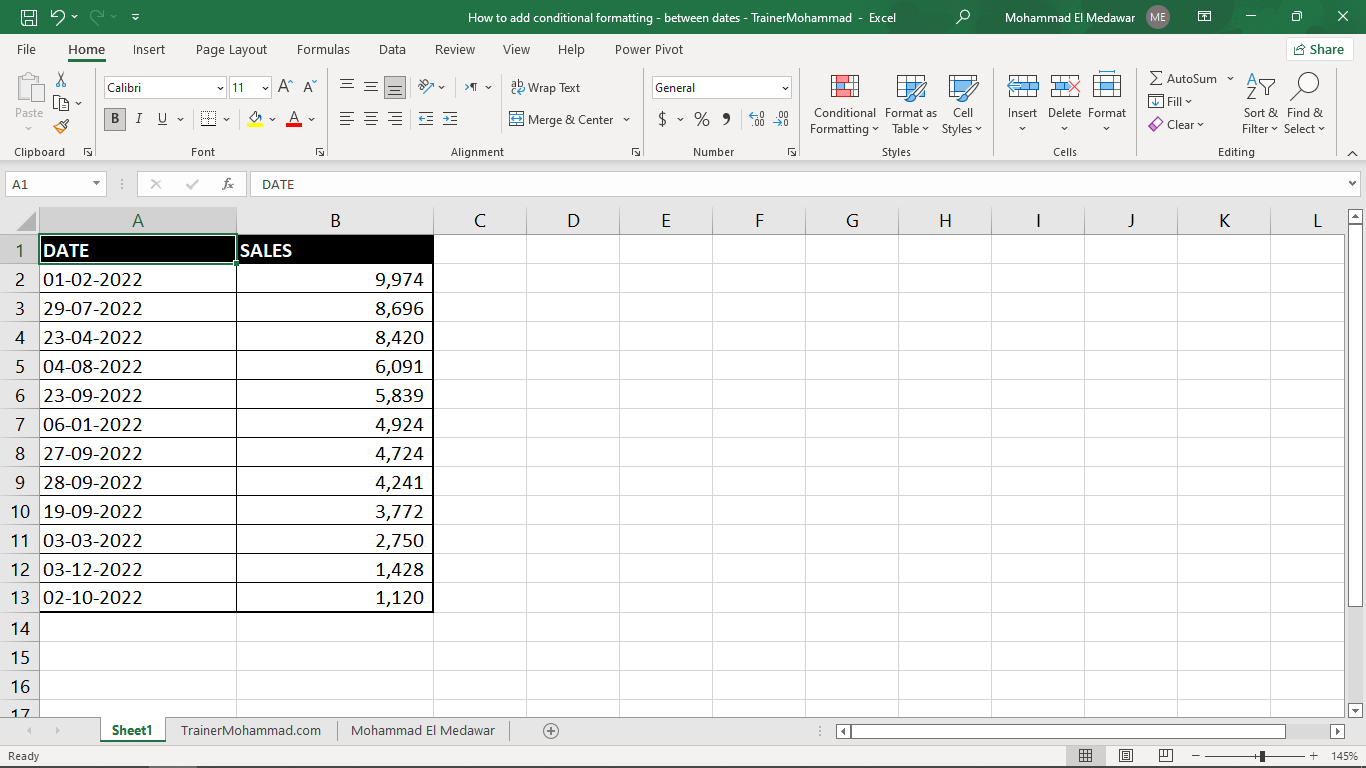 How to add conditional formatting - between dates - TrainerMohammad - Excel
Mohammad El Medawar ME
File Home Insert Page Layout Formulas Data Review View Help Power Pivot Share
Paste
Clipboard
Calibri 11
B I U
Font
Wrap Text
Merge & Center
Alignment
General
$ % 9
Number
Conditional Formatting
Format as Table
Cell Styles
Styles
Insert Delete Format
Cells
AutoSum
Fill
Clear
Sort & Filter
Find & Select
Editing
A1 fx DATE
A B C D E F G H I J K L
1 DATE SALES
2 01-02-2022 9,974
3 29-07-2022 8,696
4 23-04-2022 8,420
5 04-08-2022 6,091
6 23-09-2022 5,839
7 06-01-2022 4,924
8 27-09-2022 4,724
9 28-09-2022 4,241
10 19-09-2022 3,772
11 03-03-2022 2,750
12 03-12-2022 1,428
13 02-10-2022 1,120
14
15
16
17
Sheet1 TrainerMohammad.com Mohammad El Medawar
Ready 145%